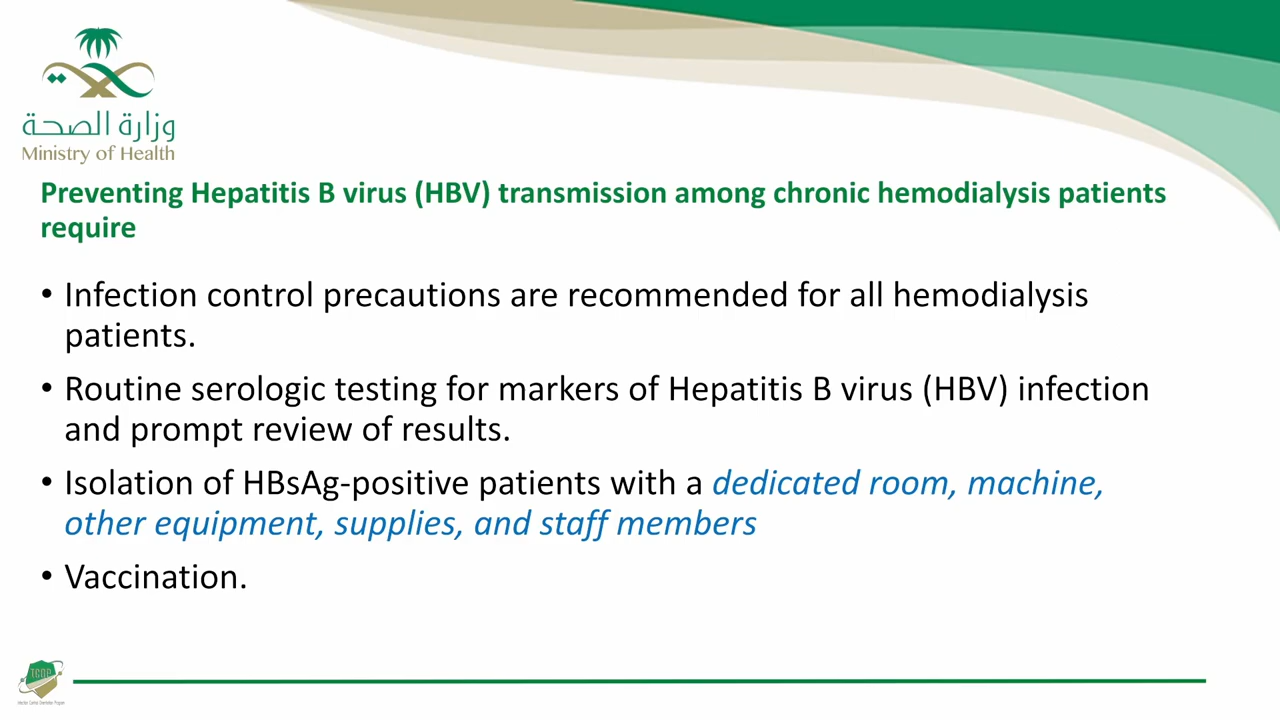 وزارة الصحة
Ministry of Health
Preventing Hepatitis B virus (HBV) transmission among chronic hemodialysis patients
require
• Infection control precautions are recommended for all hemodialysis
patients.
• Routine serologic testing for markers of Hepatitis B virus (HBV) infection
and prompt review of results.
• Isolation of HBsAg-positive patients with a dedicated room, machine,
other equipment, supplies, and staff members
• Vaccination.